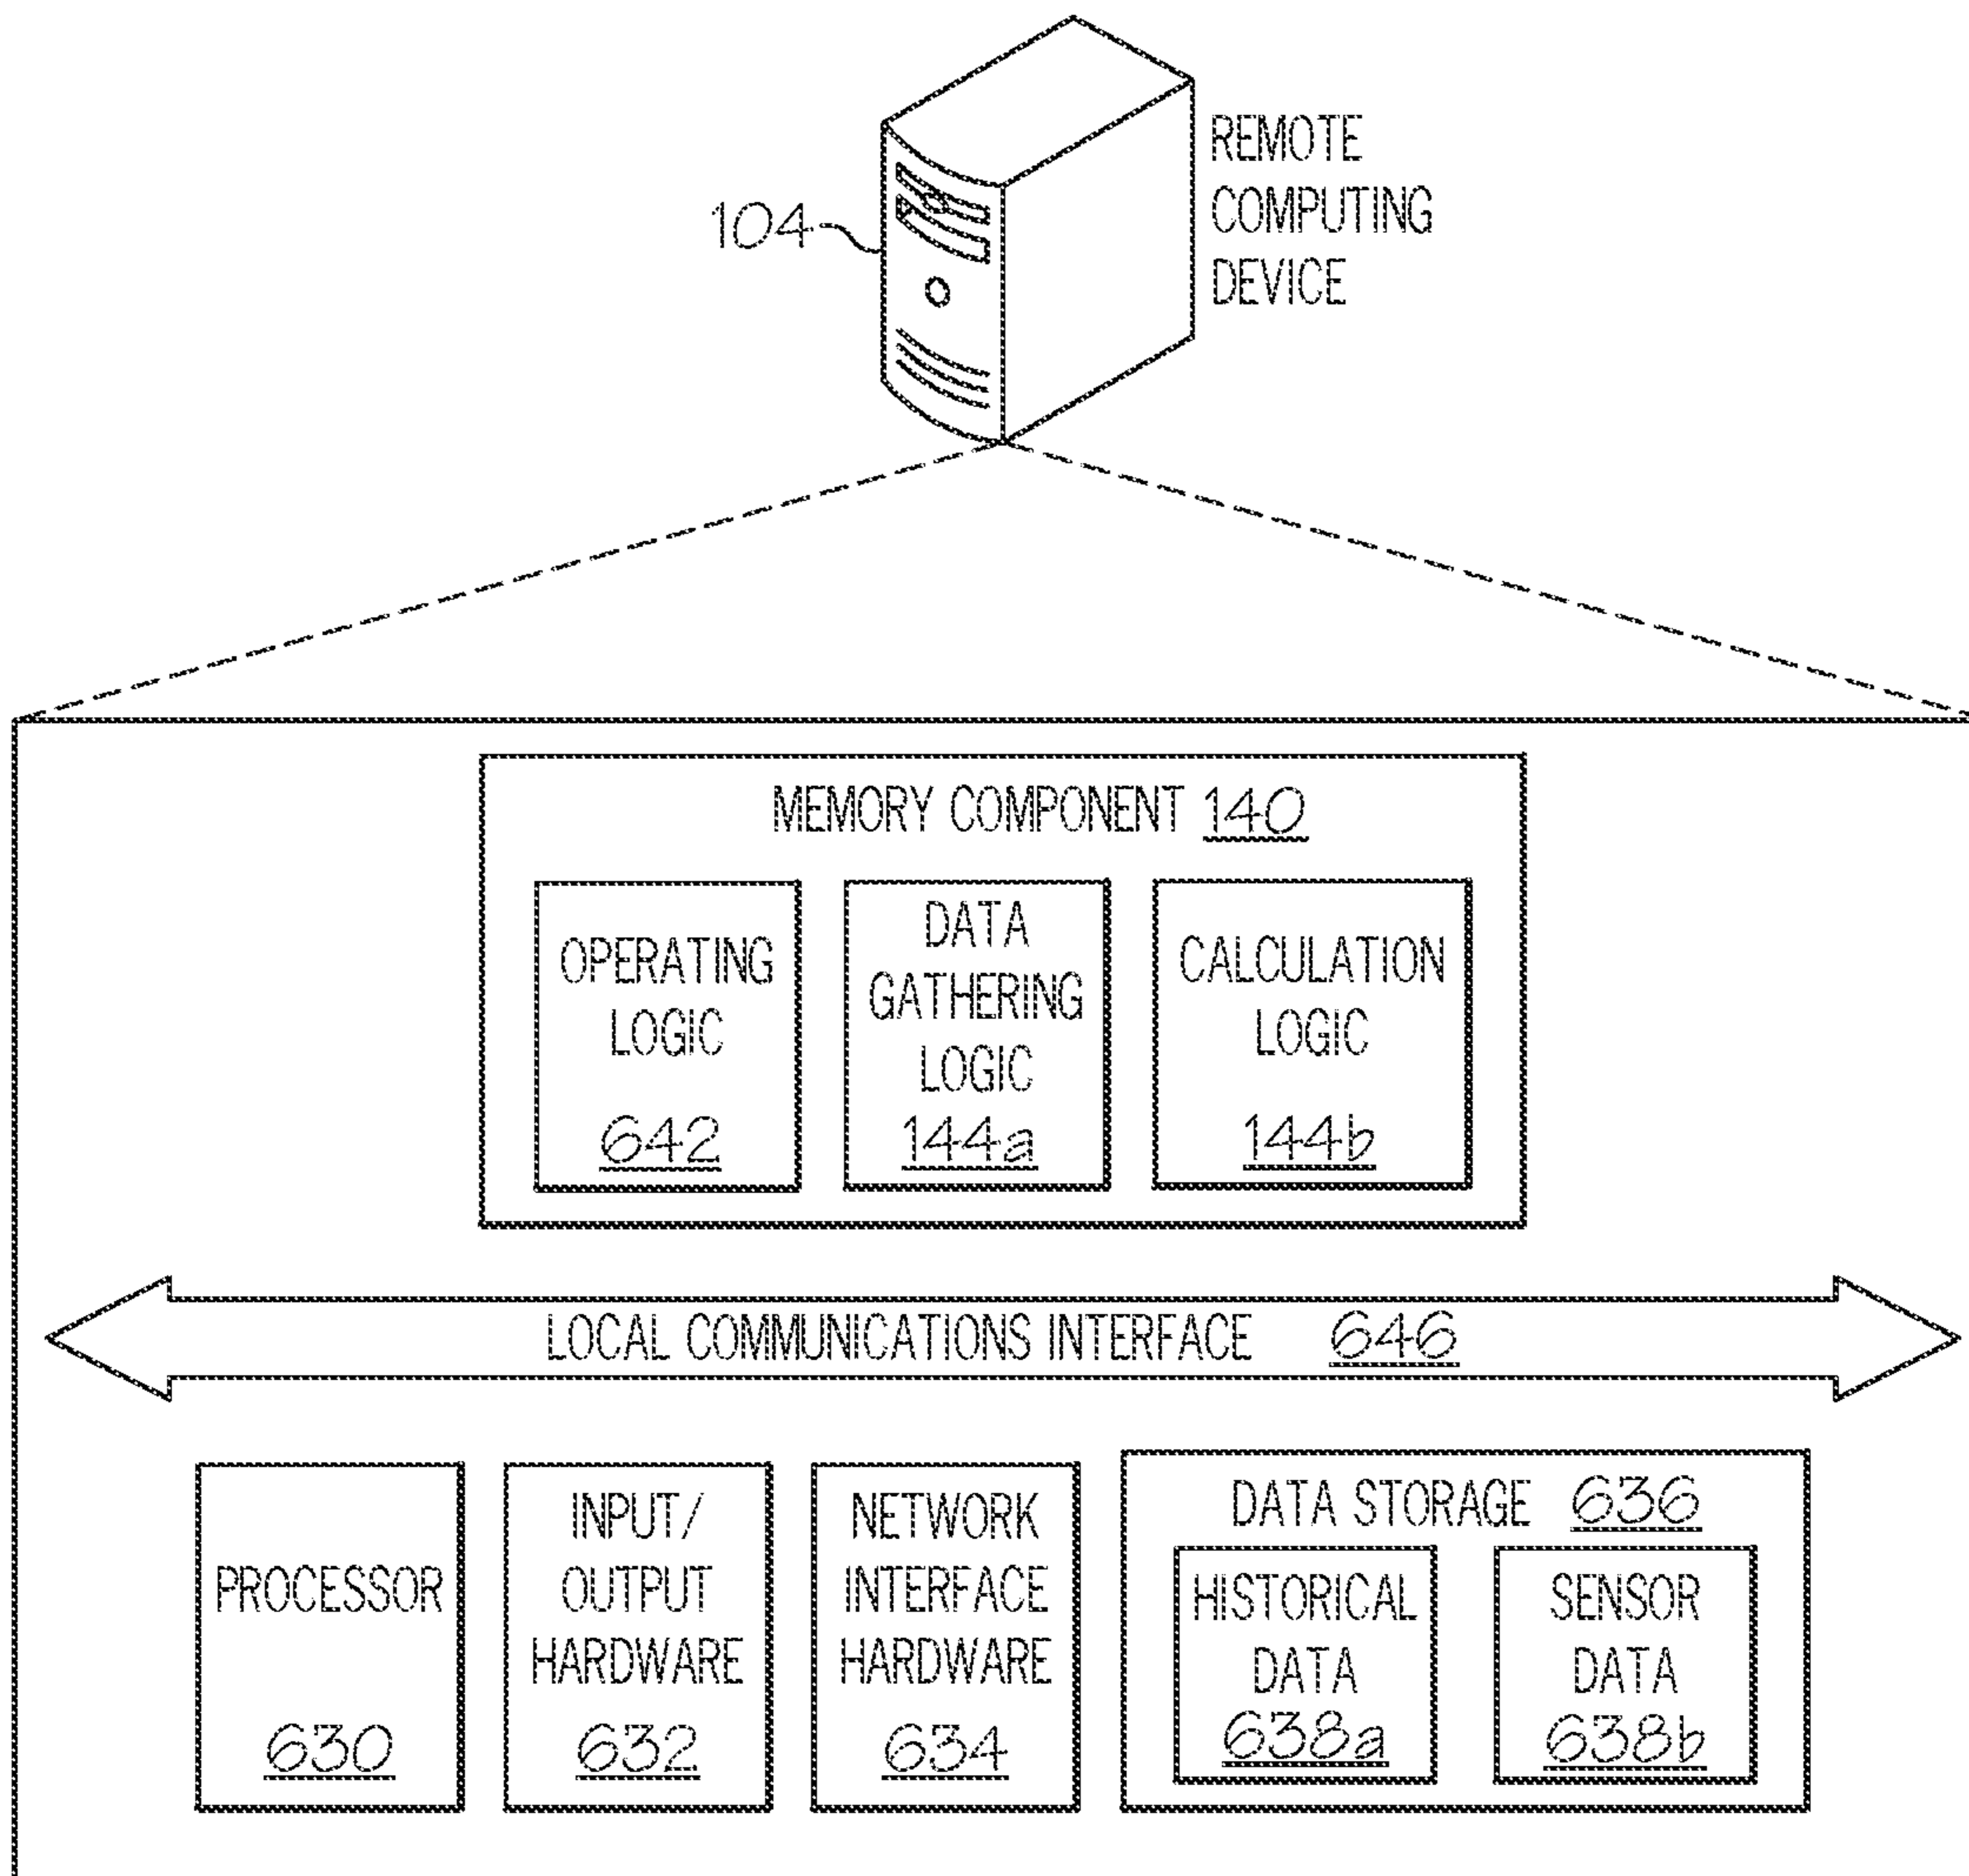 REMOTE
COMPUTING
DEVICE
104
MEMORY COMPONENT 140
OPERATING
LOGIC
642
DATA
GATHERING
LOGIC
144a
CALCULATION
LOGIC
144b
LOCAL COMMUNICATIONS INTERFACE 646
PROCESSOR
630
INPUT/
OUTPUT
HARDWARE
632
NETWORK
INTERFACE
HARDWARE
634
DATA STORAGE 636
HISTORICAL
DATA
638a
SENSOR
DATA
638b